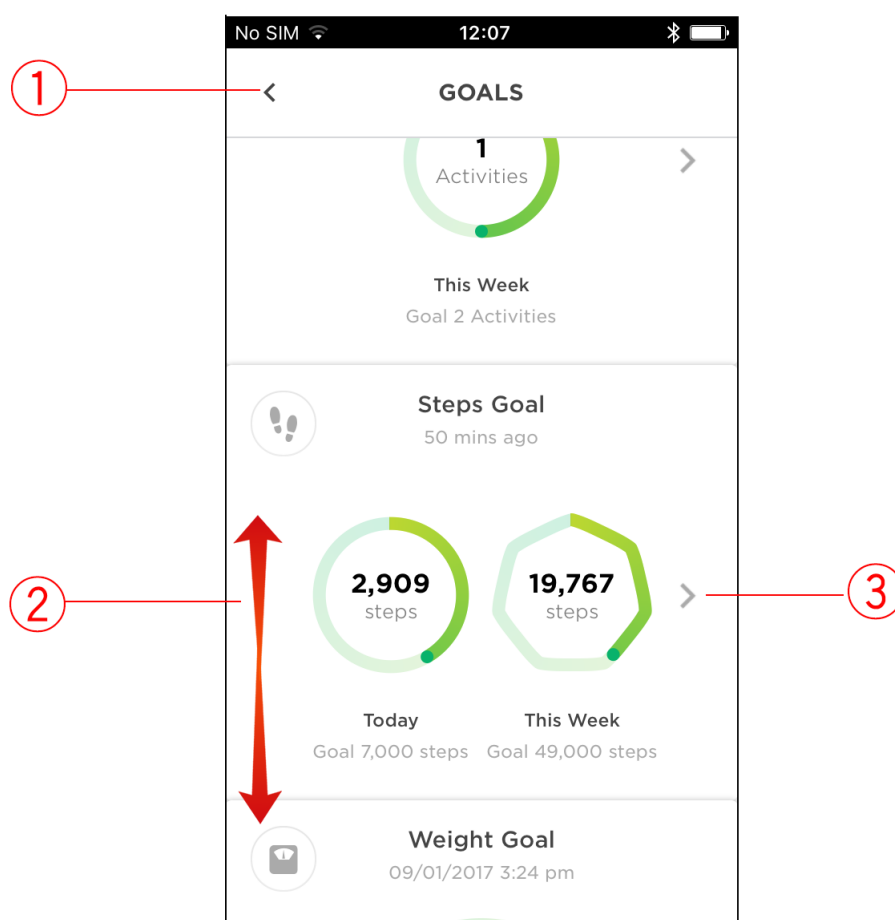 No SIM 12:07
1
GOALS
1
Activities
This Week
Goal 2 Activities
Steps Goal
50 mins ago
2,909 19,767
steps steps
2 3
Today This Week
Goal 7,000 steps Goal 49,000 steps
Weight Goal
09/01/2017 3:24 pm